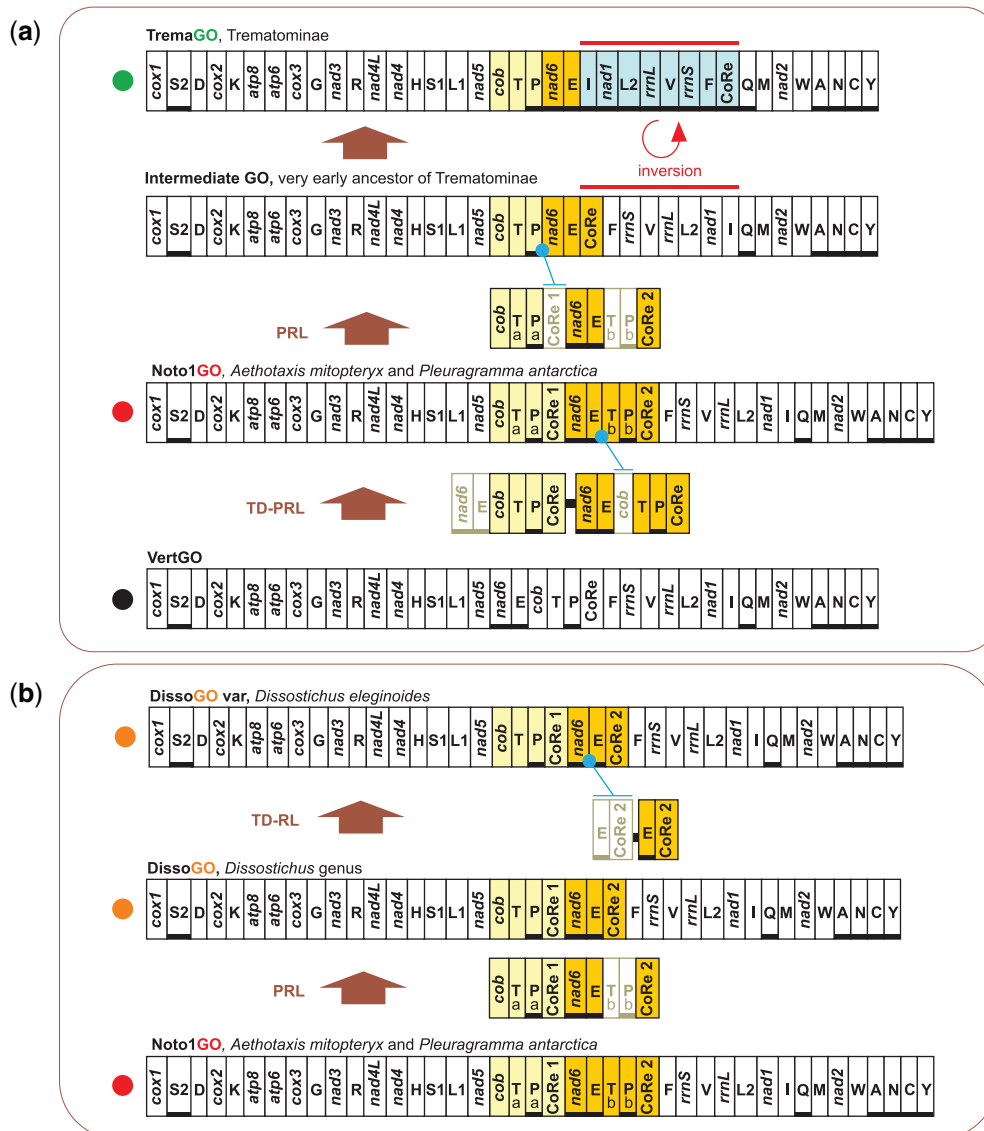 (a)
TremaGO, Trematominae
cox1 S2 D cox2 K atp8 atp6 cox3 G nad3 R nad4L nad4 H S1 L1 nad5 cob T P nad6 E I nad1 L2 rrnL V rrnS F CoRe Q M nad2 W A N C Y
inversion
Intermediate GO, very early ancestor of Trematominae
cox1 S2 D cox2 K atp8 atp6 cox3 G nad3 R nad4L nad4 H S1 L1 nad5 cob T P nad6 E CoRe F rrnS V rrnL L2 nad1 I Q M nad2 W A N C Y
PRL
cob T a P a CoRe 1 nad6 E T b P b CoRe 2
Noto1GO, Aethotaxis mitopteryx and Pleuragramma antarctica
cox1 S2 D cox2 K atp8 atp6 cox3 G nad3 R nad4L nad4 H S1 L1 nad5 cob T a P a CoRe 1 nad6 E T b P b CoRe 2 F rrnS V rrnL L2 nad1 I Q M nad2 W A N C Y
TD-PRL
nad6 E cob T P CoRe nad6 E cob T P CoRe
VertGO
cox1 S2 D cox2 K atp8 atp6 cox3 G nad3 R nad4L nad4 H S1 L1 nad5 nad6 E cob T P CoRe F rrnS V rrnL L2 nad1 I Q M nad2 W A N C Y
(b)
DissoGO var, Dissostichus eleginoides
cox1 S2 D cox2 K atp8 atp6 cox3 G nad3 R nad4L nad4 H S1 L1 nad5 cob T P CoRe 1 nad6 E CoRe 2 F rrnS V rrnL L2 nad1 I Q M nad2 W A N C Y
TD-RL
E CoRe 2 E CoRe 2
DissoGO, Dissostichus genus
cox1 S2 D cox2 K atp8 atp6 cox3 G nad3 R nad4L nad4 H S1 L1 nad5 cob T P CoRe 1 nad6 E CoRe 2 F rrnS V rrnL L2 nad1 I Q M nad2 W A N C Y
PRL
cob T a P a CoRe 1 nad6 E T b P b CoRe 2
Noto1GO, Aethotaxis mitopteryx and Pleuragramma antarctica
cox1 S2 D cox2 K atp8 atp6 cox3 G nad3 R nad4L nad4 H S1 L1 nad5 cob T a P a CoRe 1 nad6 E T b P b CoRe 2 F rrnS V rrnL L2 nad1 I Q M nad2 W A N C Y